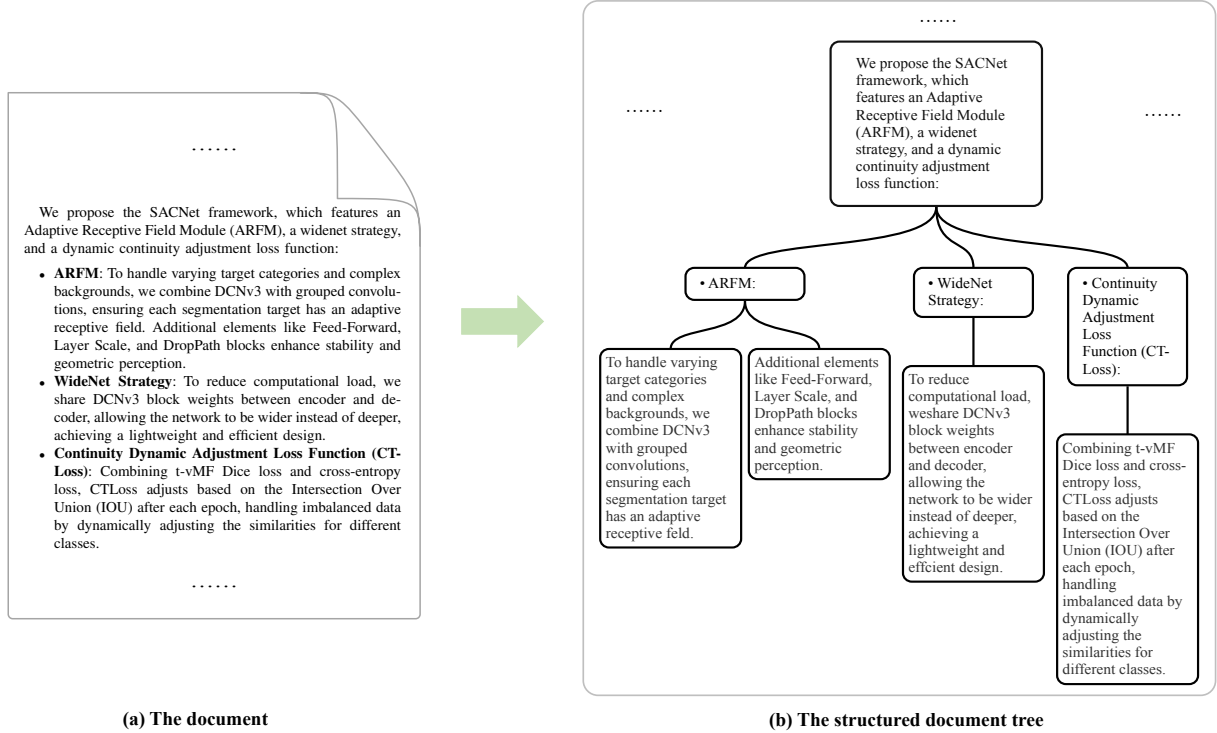 ......
We propose the SACNet framework, which features an
Adaptive Receptive Field Module (ARFM), a widenet strategy,
and a dynamic continuity adjustment loss function:
• ARFM: To handle varying target categories and complex
backgrounds, we combine DCNv3 with grouped convolu-
tions, ensuring each segmentation target has an adaptive
receptive field. Additional elements like Feed-Forward,
Layer Scale, and DropPath blocks enhance stability and
geometric perception.
• WideNet Strategy: To reduce computational load, we
share DCNv3 block weights between encoder and de-
coder, allowing the network to be wider instead of deeper,
achieving a lightweight and efficient design.
• Continuity Dynamic Adjustment Loss Function (CT-
Loss): Combining t-vMF Dice loss and cross-entropy
loss, CTLoss adjusts based on the Intersection Over
Union (IOU) after each epoch, handling imbalanced data
by dynamically adjusting the similarities for different
classes.
......
(a) The document
......
......
......
We propose the SACNet
framework, which
features an Adaptive
Receptive Field Module
(ARFM), a widenet
strategy, and a dynamic
continuity adjustment
loss function:
• ARFM:
• WideNet
Strategy:
• Continuity
Dynamic
Adjustment
Loss
Function (CT-
Loss):
To handle varying
target categories
and complex
backgrounds, we
combine DCNv3
with grouped
convolutions,
ensuring each
segmentation target
has an adaptive
receptive feld.
Additional elements
like Feed-Forward,
Layer Scale, and
DropPath blocks
enhance stability
and geometric
perception.
To reduce
computational load,
weshare DCNv3
block weights
between encoder
and decoder,
allowing the
network to be wider
instead of deeper,
achieving a
lightweight and
effcient design.
Combining t-vMF
Dice loss and cross-
entropy loss,
CTLoss adjusts
based on the
Intersection Over
Union (IOU) after
each epoch,
handling
imbalanced data by
dynamically
adjusting the
similarities for
different classes.
(b) The structured document tree